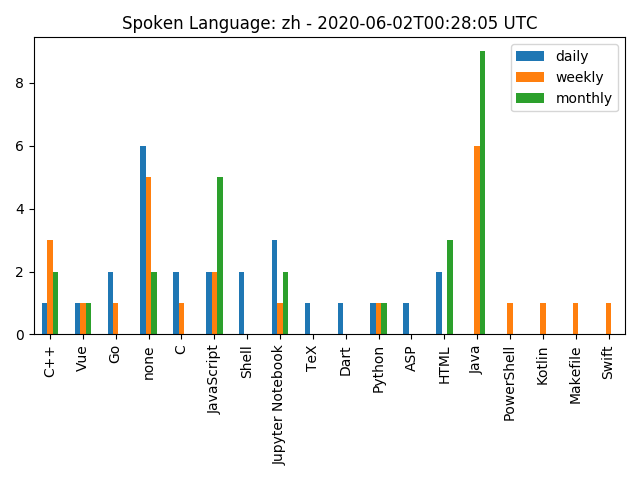 Spoken Language: zh - 2020-06-02T00:28:05 UTC
daily
weekly
monthly
8
6
4
2
0
C++
Vue
Go
none
C
JavaScript
Shell
Jupyter Notebook
TeX
Dart
Python
ASP
HTML
Java
PowerShell
Kotlin
Makefile
Swift